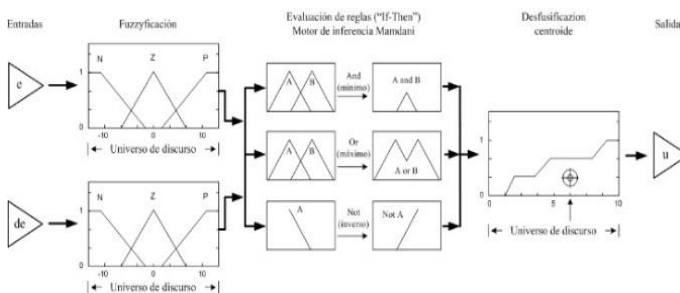 Entradas
Fuzzyficación
Evaluación de reglas ("If-Then")
Motor de inferencia Mamdani
Desfusificazion
centroide
Salida
e
N Z P
1
0
-10 0 10
Universo de discurso
A B
And
(mínimo)
A and B
A B
Or
(máximo)
A or B
A
Not
(inverso)
Not A
de
N Z P
1
0
-10 0 10
Universo de discurso
1
0
0 5 10
Universo de discurso
u